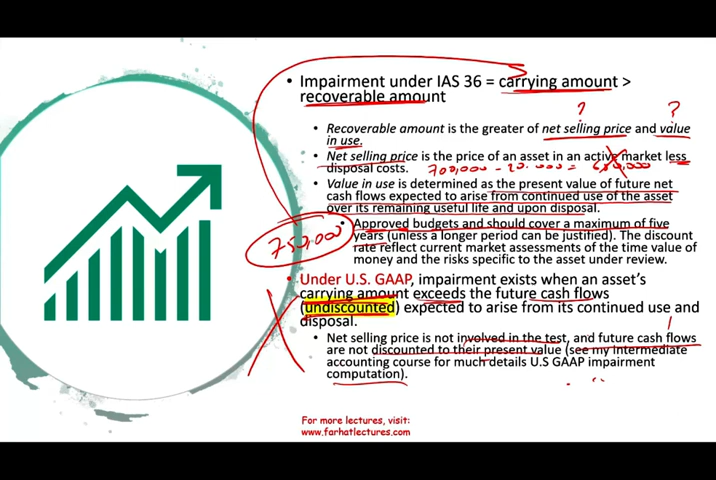 • Impairment under IAS 36 = carrying amount >
recoverable amount
? ?
• Recoverable amount is the greater of net selling price and value
in use.
• Net selling price is the price of an asset in an active market less
disposal costs. 700,000 - 20.000 =
• Value in use is determined as the present value of future net
cash flows expected to arise from continued use of the asset
over its remaining useful life and upon disposal.
• Approved budgets and should cover a maximum of five
years (unless a longer period can be justified). The discount
rate reflect current market assessments of the time value of
money and the risks specific to the asset under review.
750,000
• Under U.S. GAAP, impairment exists when an asset's
carrying amount exceeds the future cash flows
(undiscounted) expected to arise from its continued use and
disposal.
• Net selling price is not involved in the test, and future cash flows
are not discounted to their present value (see my intermediate
accounting course for much details U.S GAAP impairment
computation).
For more lectures, visit:
www.farhatlectures.com